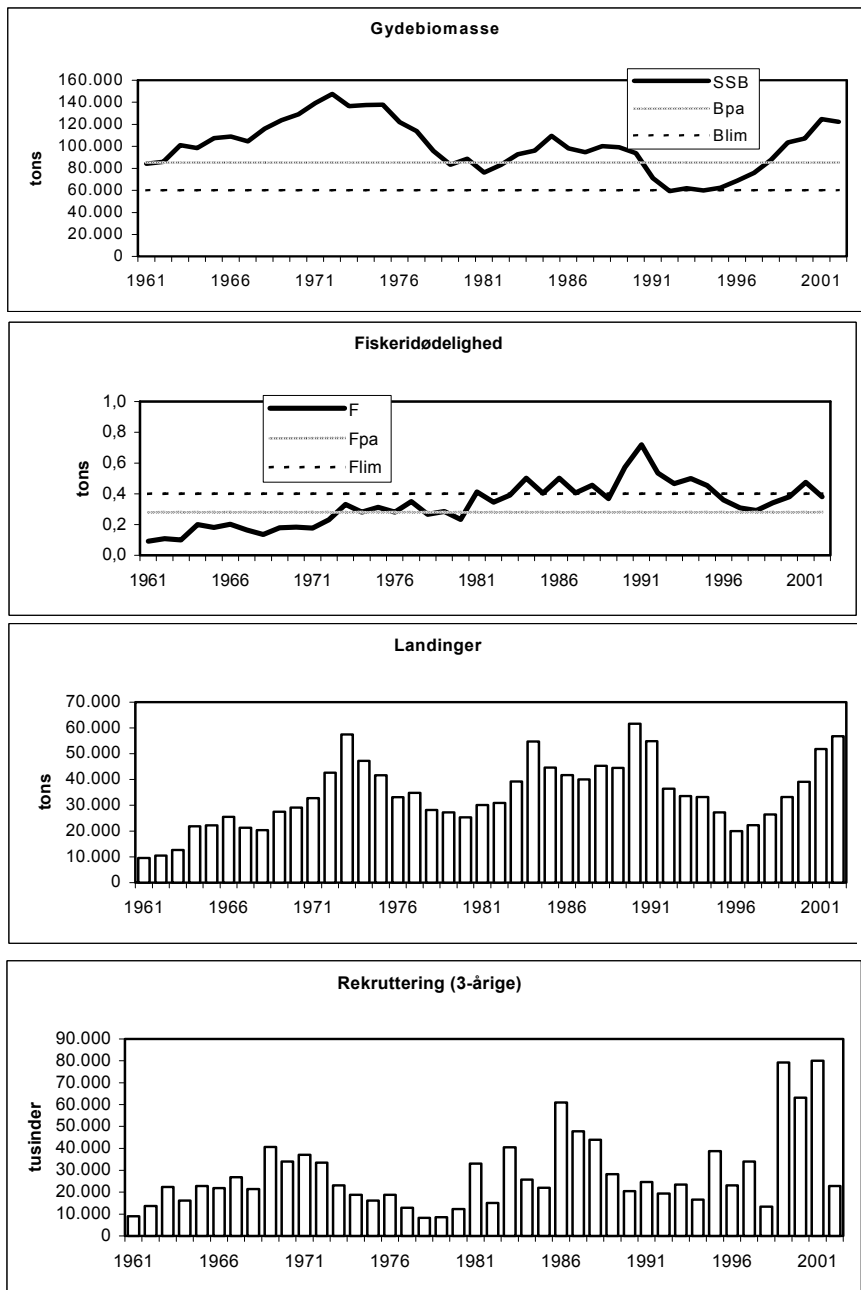 Gydebiomasse
160.000
140.000
120.000
100.000
80.000
60.000
40.000
20.000
0
tons
SSB
Bpa
Blim
1961 1966 1971 1976 1981 1986 1991 1996 2001
Fiskeridødelighed
1,0
0,8
0,6
0,4
0,2
0,0
tons
F
Fpa
Flim
1961 1966 1971 1976 1981 1986 1991 1996 2001
Landinger
70.000
60.000
50.000
40.000
30.000
20.000
10.000
0
tons
1961 1966 1971 1976 1981 1986 1991 1996 2001
Rekruttering (3-årige)
90.000
80.000
70.000
60.000
50.000
40.000
30.000
20.000
10.000
0
tusinder
1961 1966 1971 1976 1981 1986 1991 1996 2001